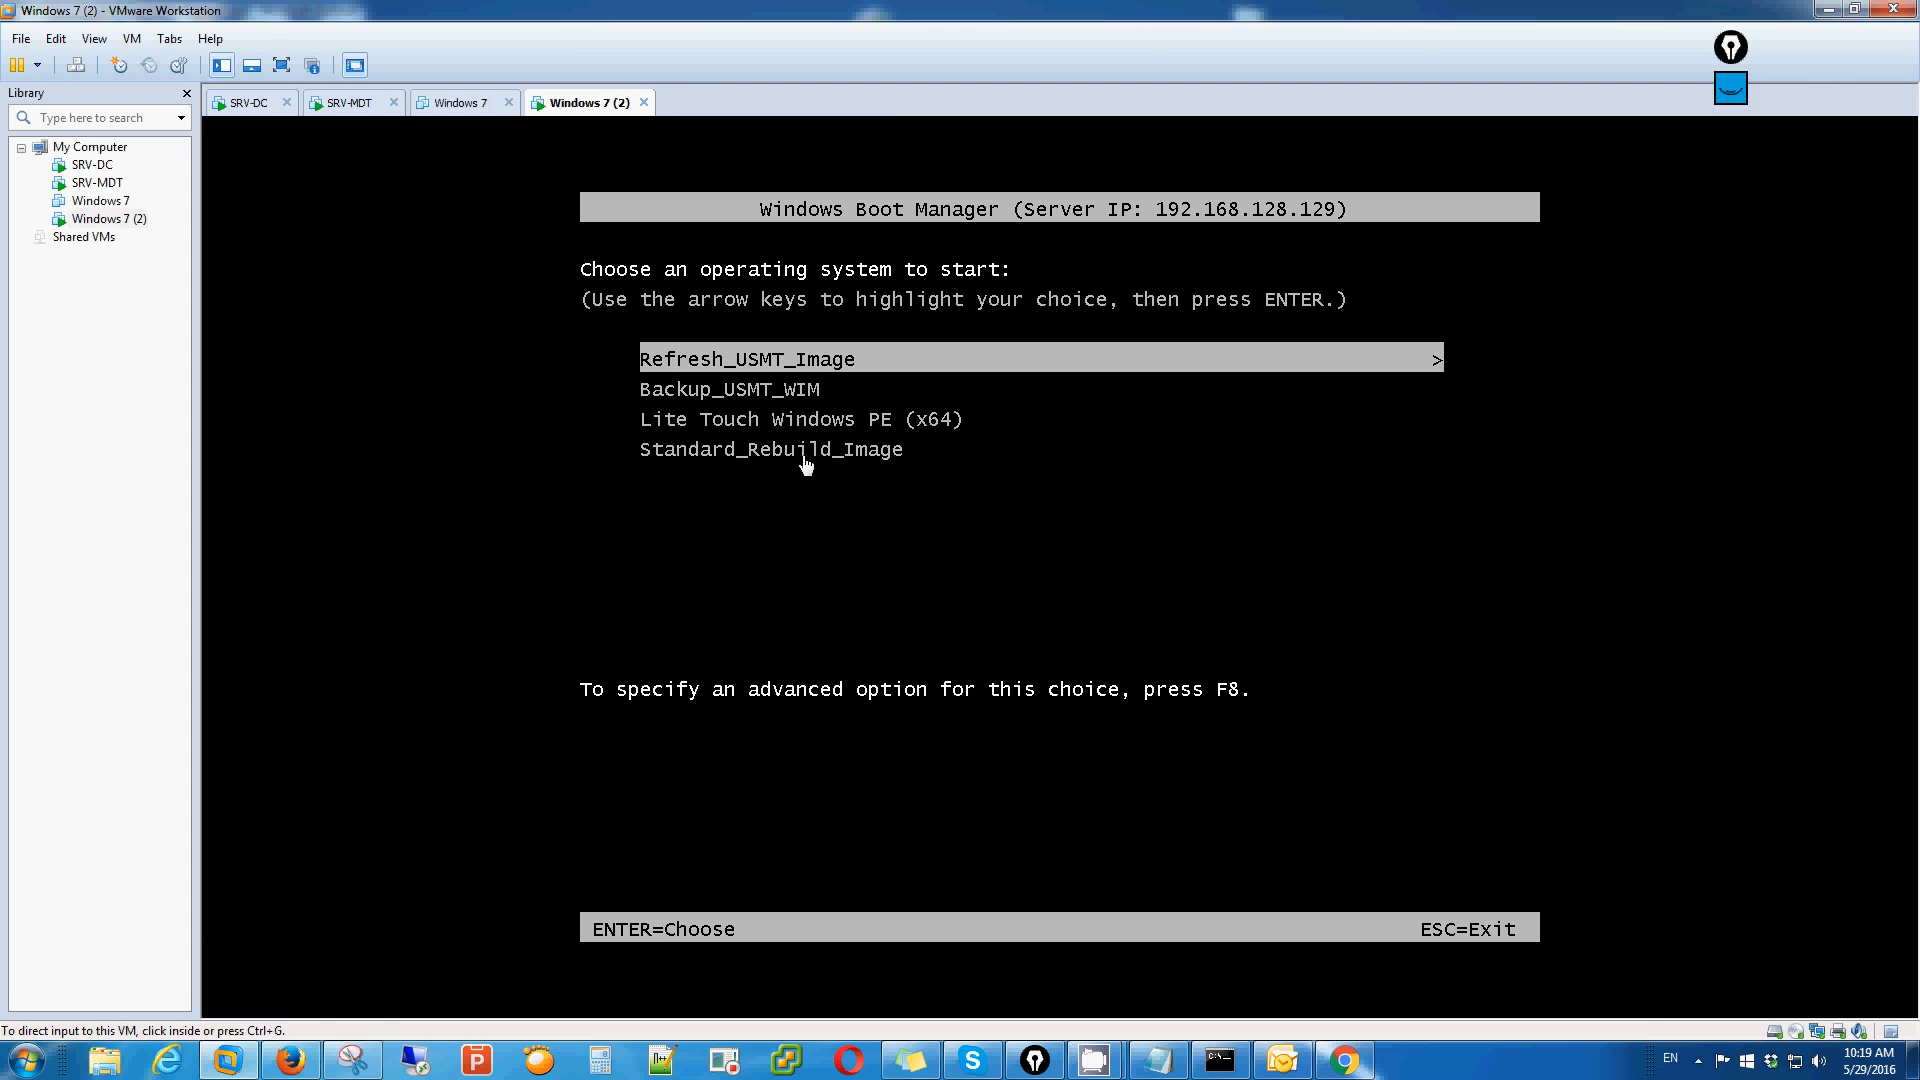 Windows 7 (2) - VMware Workstation
File Edit View VM Tabs Help
Library
Type here to search
My Computer
SRV-DC
SRV-MDT
Windows 7
Windows 7 (2)
Shared VMs
SRV-DC SRV-MDT Windows 7 Windows 7 (2)
Windows Boot Manager (Server IP: 192.168.128.129)
Choose an operating system to start:
(Use the arrow keys to highlight your choice, then press ENTER.)
Refresh_USMT_Image >
Backup_USMT_WIM
Lite Touch Windows PE (x64)
Standard_Rebuild_Image
To specify an advanced option for this choice, press F8.
ENTER=Choose ESC=Exit
To direct input to this VM, click inside or press Ctrl+G.
EN 10:19 AM
5/29/2016